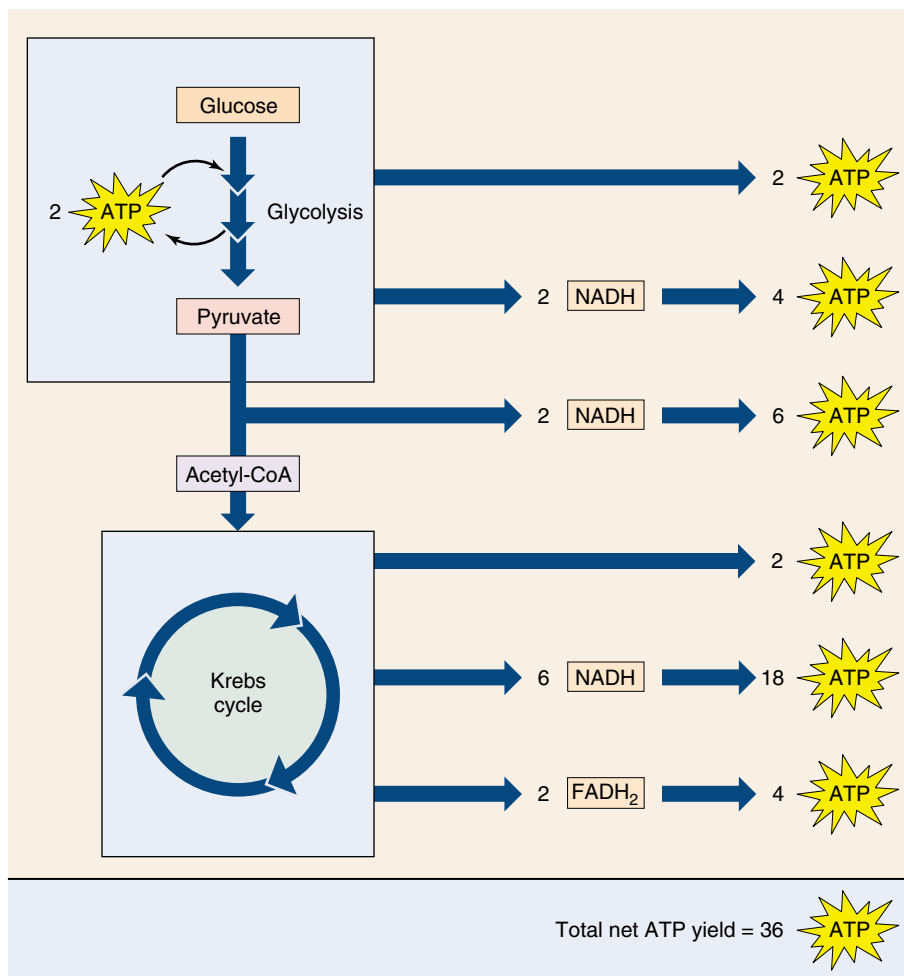 Glucose
2 ATP
Glycolysis
2 ATP
2 NADH 4 ATP
Pyruvate
2 NADH 6 ATP
Acetyl-CoA
2 ATP
Krebs
cycle
6 NADH 18 ATP
2 FADH₂ 4 ATP
Total net ATP yield = 36 ATP